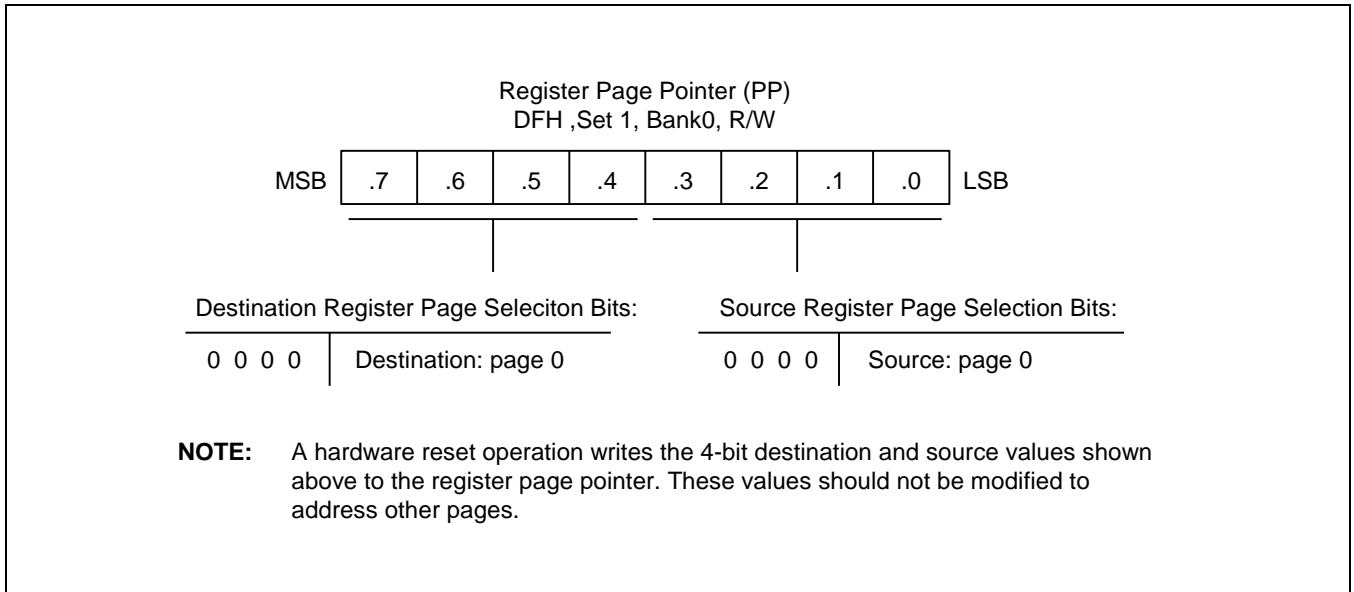 Register Page Pointer (PP)
DFH ,Set 1, Bank0, R/W
MSB .7 .6 .5 .4 .3 .2 .1 .0 LSB
Destination Register Page Seleciton Bits:
0 0 0 0 Destination: page 0
Source Register Page Selection Bits:
0 0 0 0 Source: page 0
NOTE: A hardware reset operation writes the 4-bit destination and source values shown
above to the register page pointer. These values should not be modified to
address other pages.